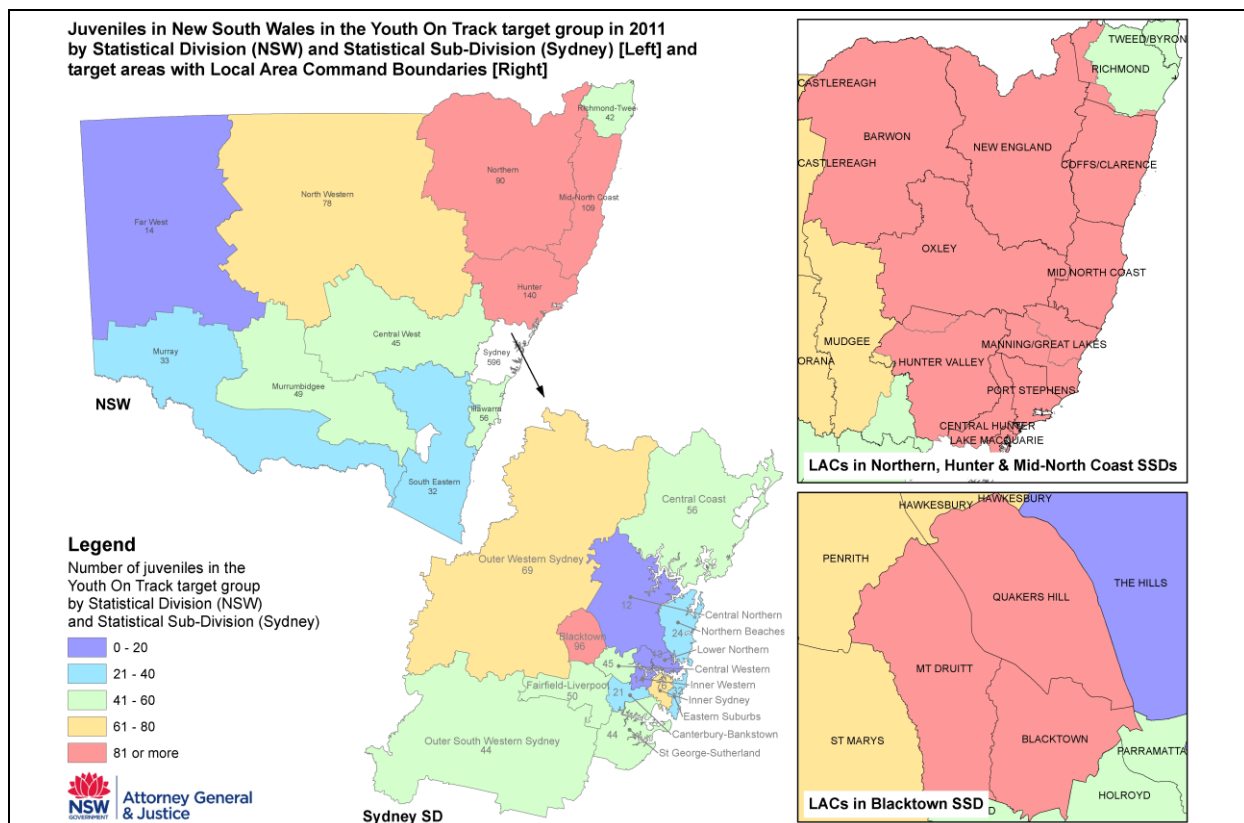 Juveniles in New South Wales in the Youth On Track target group in 2011
by Statistical Division (NSW) and Statistical Sub-Division (Sydney) [Left] and
target areas with Local Area Command Boundaries [Right]
Richmond-Twee
42
Northern
90
Mid-North Coast
109
North Western
78
Far West
14
Hunter
140
Central West
45
Sydney
596
Murray
33
Murrumbidgee
49
Illawarra
56
NSW
South Eastern
32
Central Coast
56
Outer Western Sydney
69
12
Central Northern
24
Northern Beaches
Lower Northern
Blacktown
96
45
Central Western
Inner Western
Fairfield-Liverpool
50
21
Inner Sydney
Eastern Suburbs
Canterbury-Bankstown
44
St George-Sutherland
Outer South Western Sydney
44
Sydney SD
Legend
Number of juveniles in the
Youth On Track target group
by Statistical Division (NSW)
and Statistical Sub-Division (Sydney)
0 - 20
21 - 40
41 - 60
61 - 80
81 or more
NSW
GOVERNMENT
Attorney General
& Justice
TWEED/BYRON
RICHMOND
CASTLEREAGH
BARWON
NEW ENGLAND
CASTLEREAGH
COFFS/CLARENCE
OXLEY
MID NORTH COAST
MUDGEE
MANNING/GREAT LAKES
ORANA
HUNTER VALLEY
PORT STEPHENS
CENTRAL HUNTER
LAKE MACQUARIE
LACs in Northern, Hunter & Mid-North Coast SSDs
HAWKESBURY
HAWKESBURY
PENRITH
THE HILLS
QUAKERS HILL
MT DRUITT
ST MARYS
BLACKTOWN
PARRAMATTA
HOLROYD
LACs in Blacktown SSD